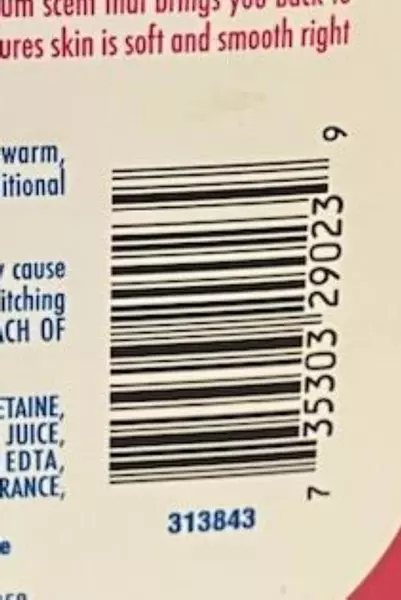 um scent that brings you back to
ures skin is soft and smooth right
warm,
itional
y cause
itching
ACH OF
ETAINE,
JUICE,
EDTA,
RANCE,
e
7 35303 29023 9
313843